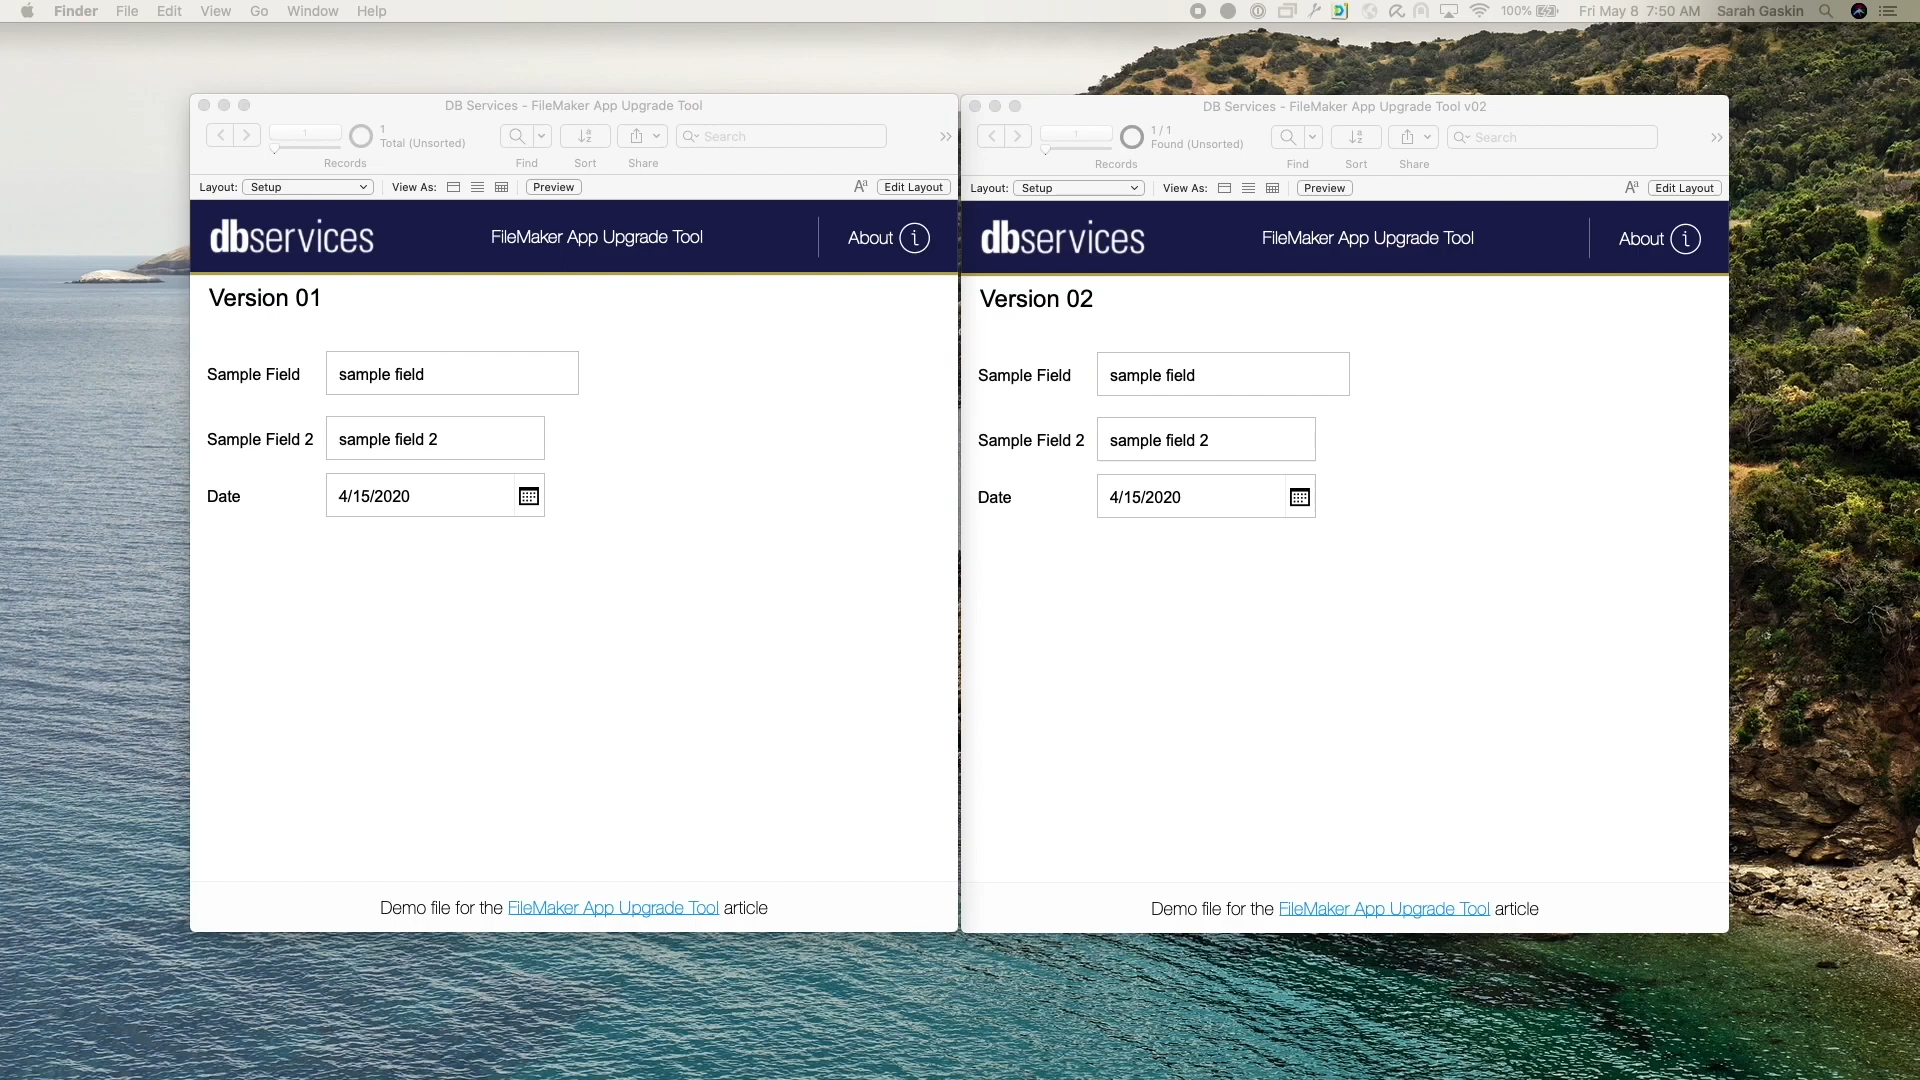 Finder File Edit View Go Window Help
100% Fri May 8 7:50 AM Sarah Gaskin
DB Services - FileMaker App Upgrade Tool
1
1
Total (Unsorted)
Search
Records
Find
Sort
Share
Layout: Setup View As: Preview Aa Edit Layout
dbservices
FileMaker App Upgrade Tool
About i
Version 01
Sample Field sample field
Sample Field 2 sample field 2
Date 4/15/2020
Demo file for the FileMaker App Upgrade Tool article
DB Services - FileMaker App Upgrade Tool v02
1
1 / 1
Found (Unsorted)
Search
Records
Find
Sort
Share
Layout: Setup View As: Preview Aa Edit Layout
dbservices
FileMaker App Upgrade Tool
About i
Version 02
Sample Field sample field
Sample Field 2 sample field 2
Date 4/15/2020
Demo file for the FileMaker App Upgrade Tool article